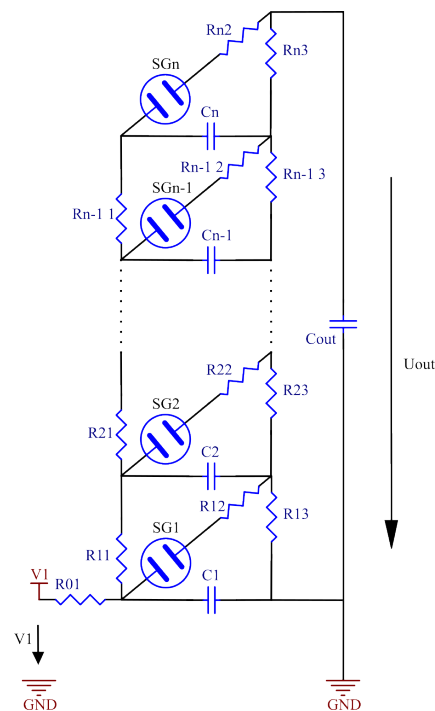 Rn2
Rn3
SGn
Cn
Rn-1 2
Rn-1 3
SGn-1
Rn-1 1
Cn-1
Cout
Uout
R22
R23
SG2
R21
C2
R12
R13
SG1
R11
C1
V1
R01
V1
GND
GND